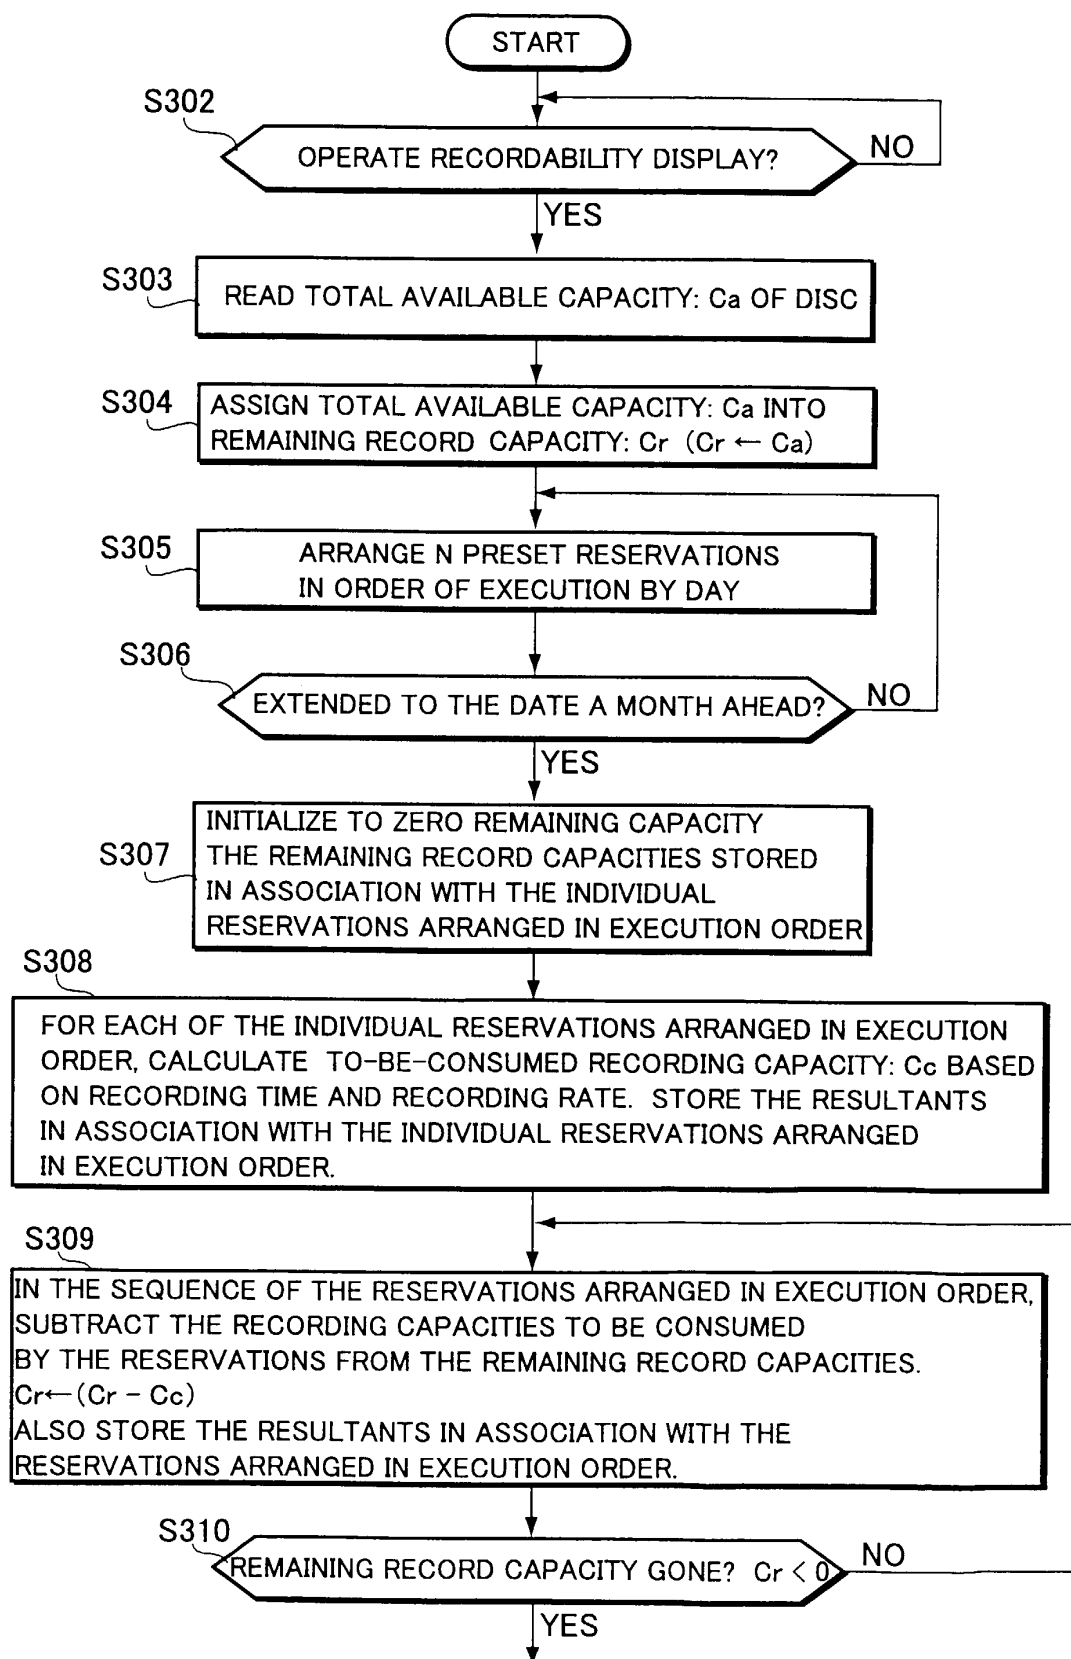 START
S302
OPERATE RECORDABILITY DISPLAY?
NO
YES
S303
READ TOTAL AVAILABLE CAPACITY: Ca OF DISC
S304
ASSIGN TOTAL AVAILABLE CAPACITY: Ca INTO
REMAINING RECORD CAPACITY: Cr (Cr ← Ca)
S305
ARRANGE N PRESET RESERVATIONS
IN ORDER OF EXECUTION BY DAY
S306
EXTENDED TO THE DATE A MONTH AHEAD?
NO
YES
S307
INITIALIZE TO ZERO REMAINING CAPACITY
THE REMAINING RECORD CAPACITIES STORED
IN ASSOCIATION WITH THE INDIVIDUAL
RESERVATIONS ARRANGED IN EXECUTION ORDER
S308
FOR EACH OF THE INDIVIDUAL RESERVATIONS ARRANGED IN EXECUTION
ORDER, CALCULATE TO-BE-CONSUMED RECORDING CAPACITY: Cc BASED
ON RECORDING TIME AND RECORDING RATE. STORE THE RESULTANTS
IN ASSOCIATION WITH THE INDIVIDUAL RESERVATIONS ARRANGED
IN EXECUTION ORDER.
S309
IN THE SEQUENCE OF THE RESERVATIONS ARRANGED IN EXECUTION ORDER,
SUBTRACT THE RECORDING CAPACITIES TO BE CONSUMED
BY THE RESERVATIONS FROM THE REMAINING RECORD CAPACITIES.
Cr←(Cr - Cc)
ALSO STORE THE RESULTANTS IN ASSOCIATION WITH THE
RESERVATIONS ARRANGED IN EXECUTION ORDER.
S310
REMAINING RECORD CAPACITY GONE? Cr < 0
NO
YES